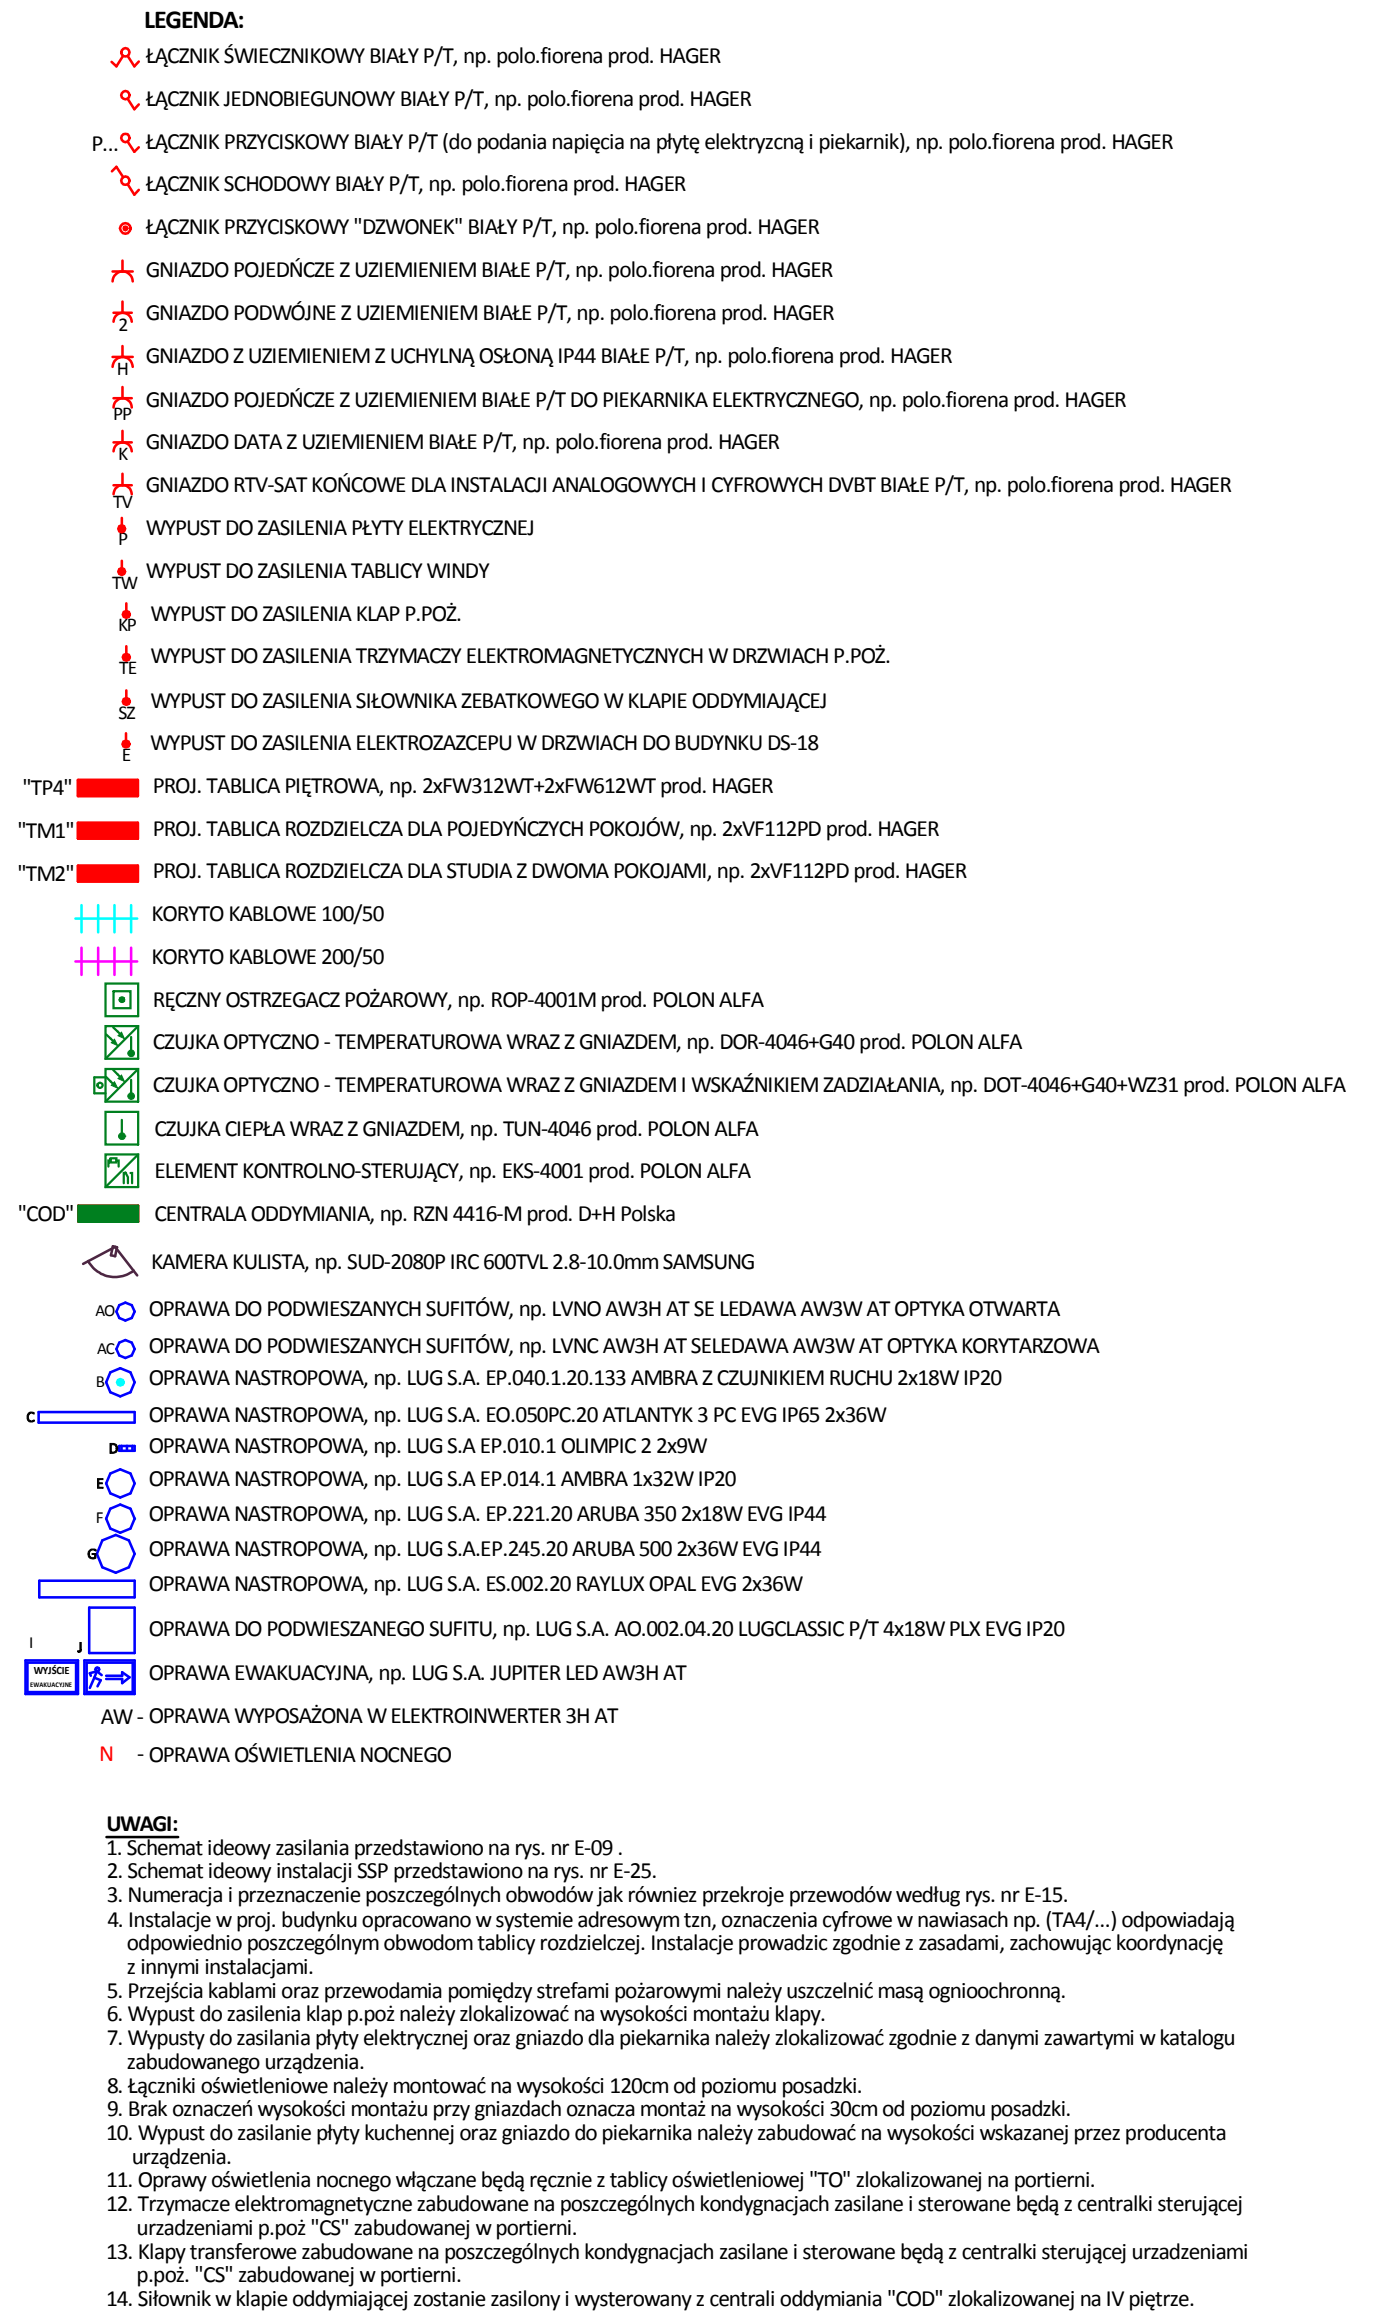 LEGENDA:
ŁĄCZNIK ŚWIECZNIKOWY BIAŁY P/T, np. polo.fiorena prod. HAGER
ŁĄCZNIK JEDNOBIEGUNOWY BIAŁY P/T, np. polo.fiorena prod. HAGER
P... ŁĄCZNIK PRZYCISKOWY BIAŁY P/T (do podania napięcia na płytę elektryzcną i piekarnik), np. polo.fiorena prod. HAGER
ŁĄCZNIK SCHODOWY BIAŁY P/T, np. polo.fiorena prod. HAGER
ŁĄCZNIK PRZYCISKOWY "DZWONEK" BIAŁY P/T, np. polo.fiorena prod. HAGER
GNIAZDO POJEDŃCZE Z UZIEMIENIEM BIAŁE P/T, np. polo.fiorena prod. HAGER
2 GNIAZDO PODWÓJNE Z UZIEMIENIEM BIAŁE P/T, np. polo.fiorena prod. HAGER
H GNIAZDO Z UZIEMIENIEM Z UCHYLNĄ OSŁONĄ IP44 BIAŁE P/T, np. polo.fiorena prod. HAGER
PP GNIAZDO POJEDŃCZE Z UZIEMIENIEM BIAŁE P/T DO PIEKARNIKA ELEKTRYCZNEGO, np. polo.fiorena prod. HAGER
K GNIAZDO DATA Z UZIEMIENIEM BIAŁE P/T, np. polo.fiorena prod. HAGER
TV GNIAZDO RTV-SAT KOŃCOWE DLA INSTALACJI ANALOGOWYCH I CYFROWYCH DVBT BIAŁE P/T, np. polo.fiorena prod. HAGER
P WYPUST DO ZASILENIA PŁYTY ELEKTRYCZNEJ
TW WYPUST DO ZASILENIA TABLICY WINDY
KP WYPUST DO ZASILENIA KLAP P.POŻ.
TE WYPUST DO ZASILENIA TRZYMACZY ELEKTROMAGNETYCZNYCH W DRZWIACH P.POŻ.
SZ WYPUST DO ZASILENIA SIŁOWNIKA ZEBATKOWEGO W KLAPIE ODDYMIAJĄCEJ
E WYPUST DO ZASILENIA ELEKTROZAZCEPU W DRZWIACH DO BUDYNKU DS-18
"TP4" PROJ. TABLICA PIĘTROWA, np. 2xFW312WT+2xFW612WT prod. HAGER
"TM1" PROJ. TABLICA ROZDZIELCZA DLA POJEDYŃCZYCH POKOJÓW, np. 2xVF112PD prod. HAGER
"TM2" PROJ. TABLICA ROZDZIELCZA DLA STUDIA Z DWOMA POKOJAMI, np. 2xVF112PD prod. HAGER
KORYTO KABLOWE 100/50
KORYTO KABLOWE 200/50
RĘCZNY OSTRZEGACZ POŻAROWY, np. ROP-4001M prod. POLON ALFA
CZUJKA OPTYCZNO - TEMPERATUROWA WRAZ Z GNIAZDEM, np. DOR-4046+G40 prod. POLON ALFA
CZUJKA OPTYCZNO - TEMPERATUROWA WRAZ Z GNIAZDEM I WSKAŹNIKIEM ZADZIAŁANIA, np. DOT-4046+G40+WZ31 prod. POLON ALFA
CZUJKA CIEPŁA WRAZ Z GNIAZDEM, np. TUN-4046 prod. POLON ALFA
ELEMENT KONTROLNO-STERUJĄCY, np. EKS-4001 prod. POLON ALFA
"COD" CENTRALA ODDYMIANIA, np. RZN 4416-M prod. D+H Polska
KAMERA KULISTA, np. SUD-2080P IRC 600TVL 2.8-10.0mm SAMSUNG
AO OPRAWA DO PODWIESZANYCH SUFITÓW, np. LVNO AW3H AT SE LEDAWA AW3W AT OPTYKA OTWARTA
AC OPRAWA DO PODWIESZANYCH SUFITÓW, np. LVNC AW3H AT SELEDAWA AW3W AT OPTYKA KORYTARZOWA
B OPRAWA NASTROPOWA, np. LUG S.A. EP.040.1.20.133 AMBRA Z CZUJNIKIEM RUCHU 2x18W IP20
C OPRAWA NASTROPOWA, np. LUG S.A. EO.050PC.20 ATLANTYK 3 PC EVG IP65 2x36W
D OPRAWA NASTROPOWA, np. LUG S.A EP.010.1 OLIMPIC 2 2x9W
E OPRAWA NASTROPOWA, np. LUG S.A EP.014.1 AMBRA 1x32W IP20
F OPRAWA NASTROPOWA, np. LUG S.A. EP.221.20 ARUBA 350 2x18W EVG IP44
G OPRAWA NASTROPOWA, np. LUG S.A.EP.245.20 ARUBA 500 2x36W EVG IP44
OPRAWA NASTROPOWA, np. LUG S.A. ES.002.20 RAYLUX OPAL EVG 2x36W
I J OPRAWA DO PODWIESZANEGO SUFITU, np. LUG S.A. AO.002.04.20 LUGCLASSIC P/T 4x18W PLX EVG IP20
WYJŚCIE
EWAKUACYJNE
OPRAWA EWAKUACYJNA, np. LUG S.A. JUPITER LED AW3H AT
AW - OPRAWA WYPOSAŻONA W ELEKTROINWERTER 3H AT
N - OPRAWA OŚWIETLENIA NOCNEGO
UWAGI:
1. Schemat ideowy zasilania przedstawiono na rys. nr E-09 .
2. Schemat ideowy instalacji SSP przedstawiono na rys. nr E-25.
3. Numeracja i przeznaczenie poszczególnych obwodów jak równiez przekroje przewodów według rys. nr E-15.
4. Instalacje w proj. budynku opracowano w systemie adresowym tzn, oznaczenia cyfrowe w nawiasach np. (TA4/...) odpowiadają
odpowiednio poszczególnym obwodom tablicy rozdzielczej. Instalacje prowadzic zgodnie z zasadami, zachowując koordynację
z innymi instalacjami.
5. Przejścia kablami oraz przewodamia pomiędzy strefami pożarowymi należy uszczelnić masą ognioochronną.
6. Wypust do zasilenia klap p.poż należy zlokalizować na wysokości montażu klapy.
7. Wypusty do zasilania płyty elektrycznej oraz gniazdo dla piekarnika należy zlokalizować zgodnie z danymi zawartymi w katalogu
zabudowanego urządzenia.
8. Łączniki oświetleniowe należy montować na wysokości 120cm od poziomu posadzki.
9. Brak oznaczeń wysokości montażu przy gniazdach oznacza montaż na wysokości 30cm od poziomu posadzki.
10. Wypust do zasilanie płyty kuchennej oraz gniazdo do piekarnika należy zabudować na wysokości wskazanej przez producenta
urządzenia.
11. Oprawy oświetlenia nocnego włączane będą ręcznie z tablicy oświetleniowej "TO" zlokalizowanej na portierni.
12. Trzymacze elektromagnetyczne zabudowane na poszczególnych kondygnacjach zasilane i sterowane będą z centralki sterującej
urzadzeniami p.poż "CS" zabudowanej w portierni.
13. Klapy transferowe zabudowane na poszczególnych kondygnacjach zasilane i sterowane będą z centralki sterującej urzadzeniami
p.poż. "CS" zabudowanej w portierni.
14. Siłownik w klapie oddymiającej zostanie zasilony i wysterowany z centrali oddymiania "COD" zlokalizowanej na IV piętrze.